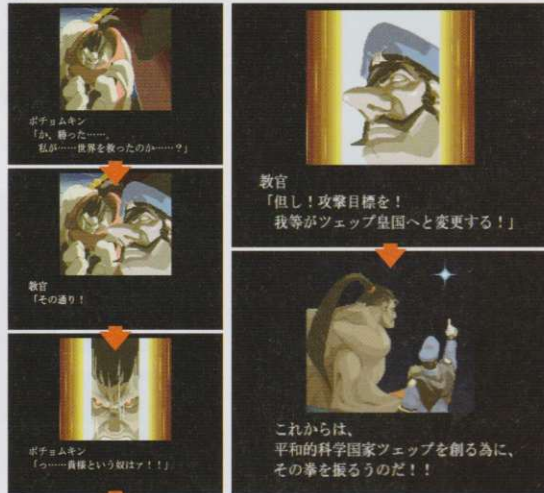 ポチョムキン
「か、勝った……、
私が……世界を救ったのか……？」
教官
「その通り！
ポチョムキン
「っ……貴様という奴はァ！！」
教官
「但し！攻撃目標を！
我等がツェップ皇国へと変更する！」
これからは、
平和的科学国家ツェップを創る為に、
その拳を振るうのだ！！